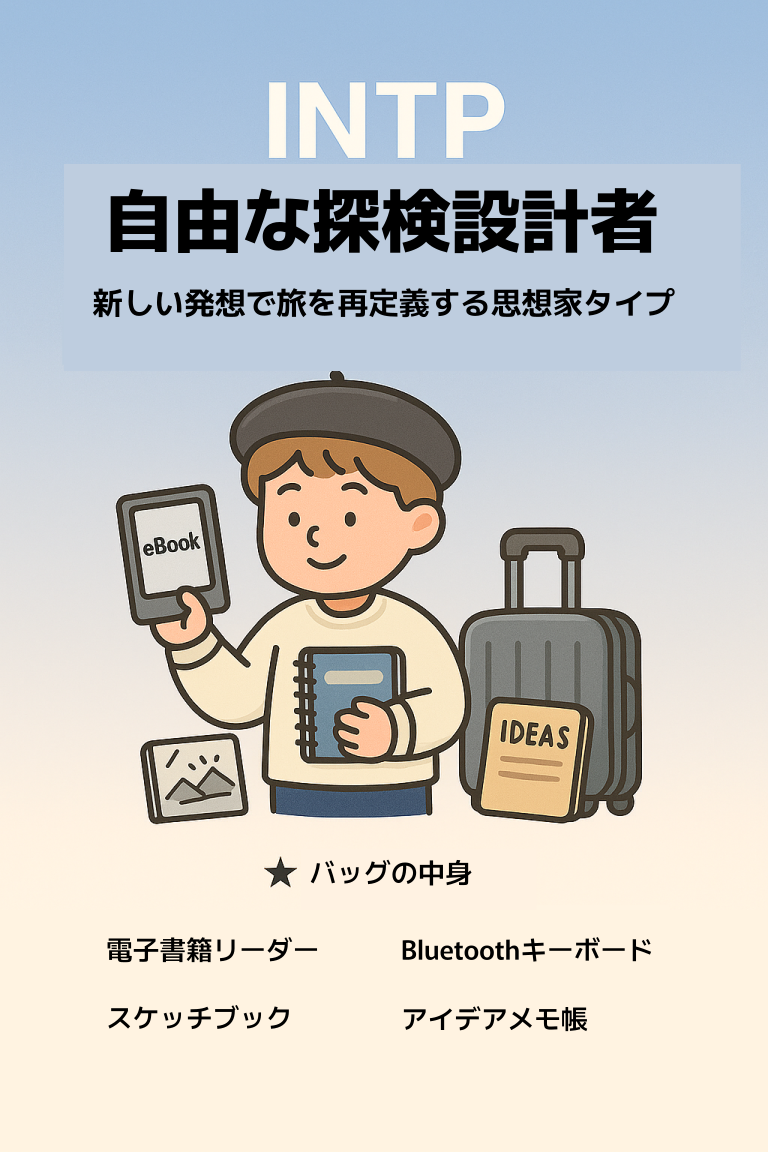 INTP
自由な探検設計者
新しい発想で旅を再定義する思想家タイプ
eBook
IDEAS
★ バッグの中身
電子書籍リーダー
Bluetoothキーボード
スケッチブック
アイデアメモ帳